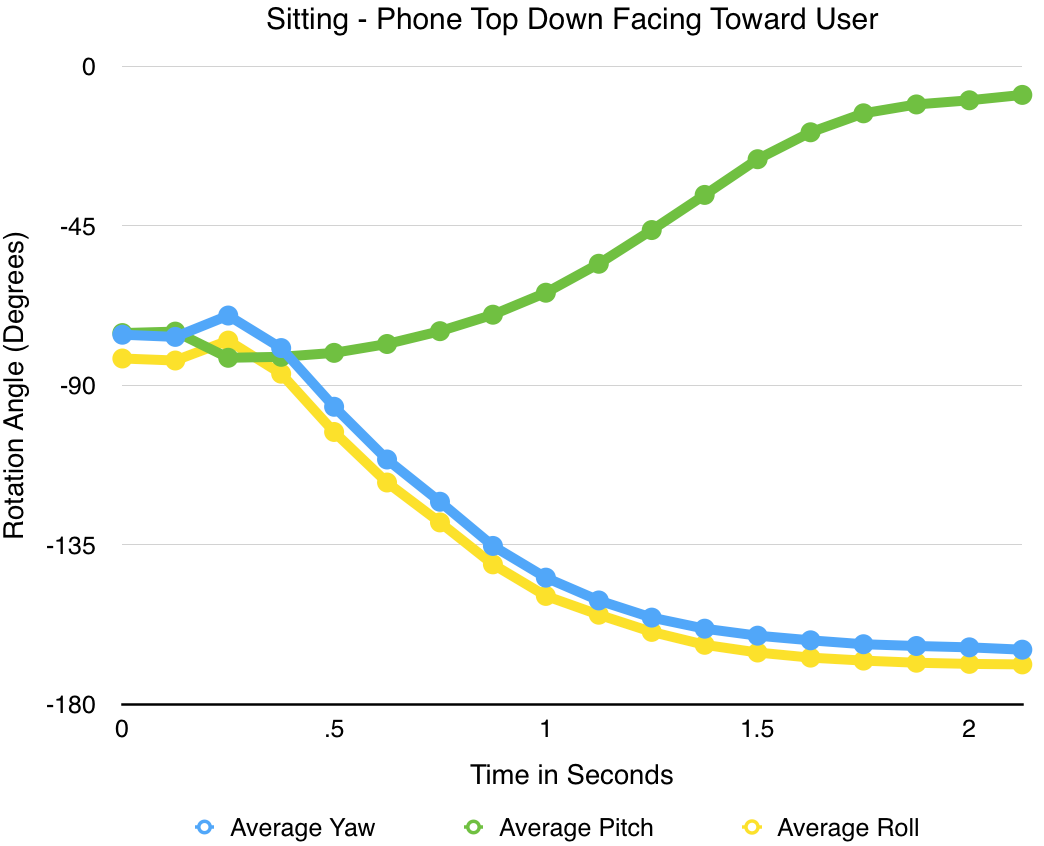 Sitting - Phone Top Down Facing Toward User
0
-45
-90
-135
-180
Rotation Angle (Degrees)
0 .5 1 1.5 2
Time in Seconds
Average Yaw Average Pitch Average Roll